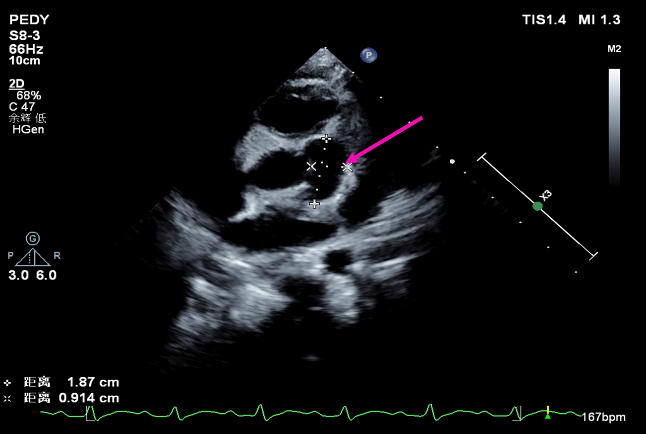 PEDY
S8-3
66Hz
10cm
2D
68%
C 47
余辉 低
HGen
TIS1.4 MI 1.3
M2
P
X3
G
P R
3.0 6.0
距离 1.87 cm
距离 0.914 cm
167bpm